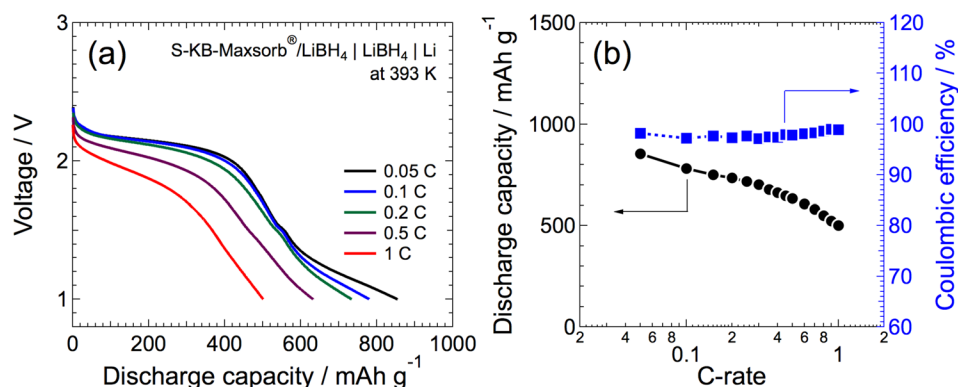 (a)
S-KB-Maxsorb®/LiBH4 | LiBH4 | Li
at 393 K
3
2
1
Voltage / V
0.05 C
0.1 C
0.2 C
0.5 C
1 C
0 200 400 600 800 1000
Discharge capacity / mAh g-1
(b)
1500
1000
500
0
Discharge capacity / mAh g-1
120
110
100
90
80
70
60
Coulombic efficiency / %
2 4 6 8 2 4 6 8 2
0.1 1
C-rate